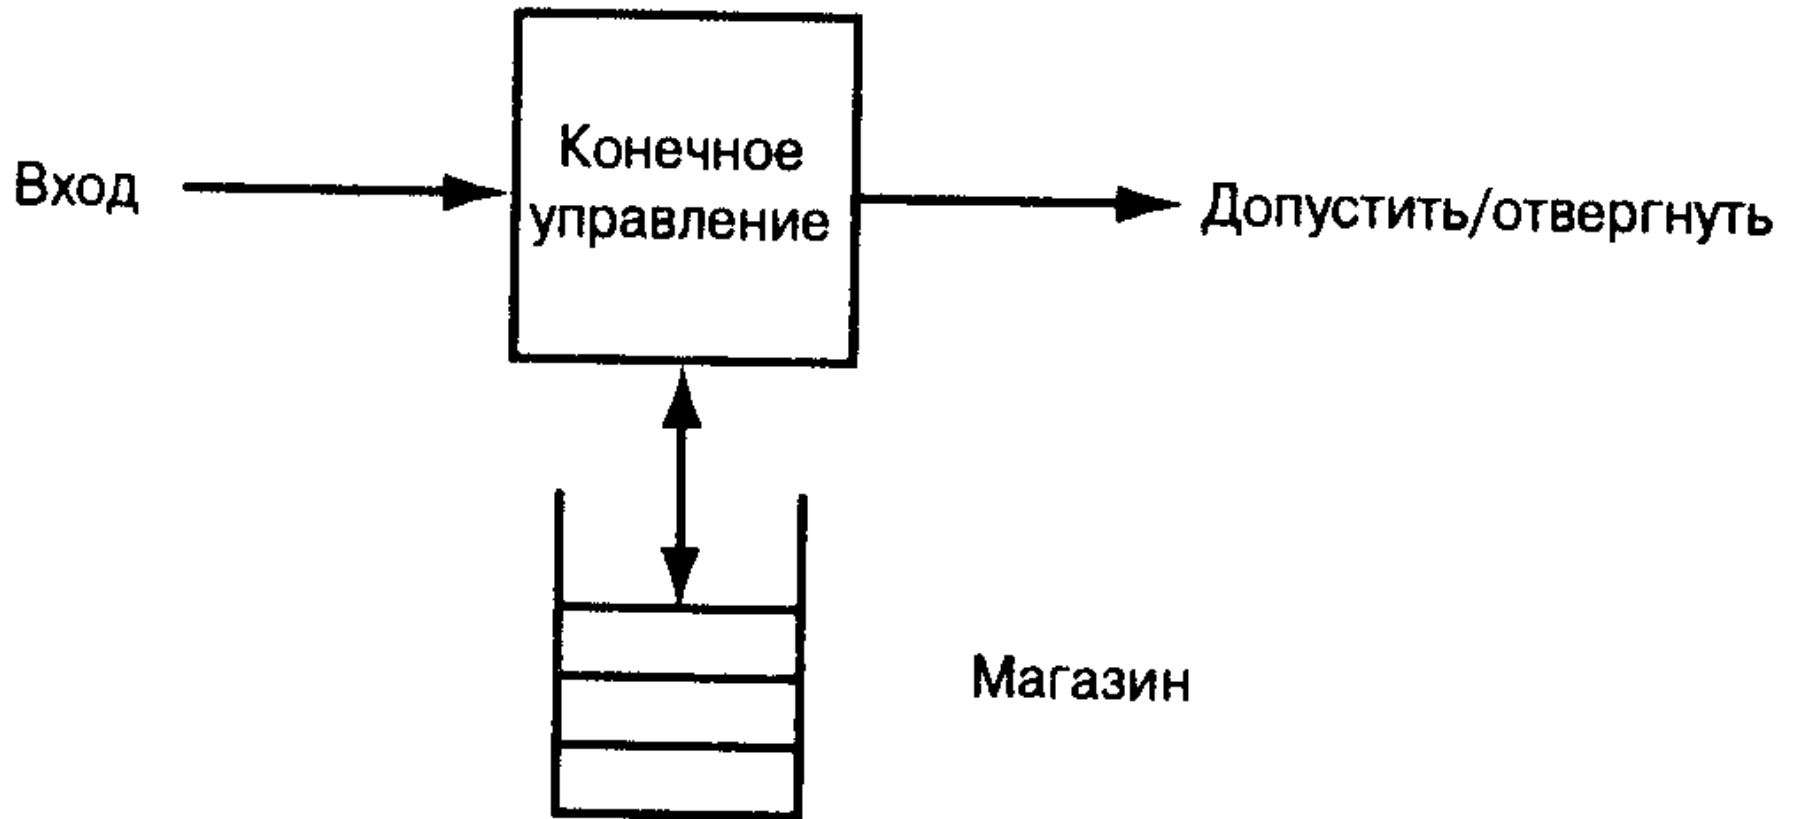 Вход
Конечное
управление
Допустить/отвергнуть
Магазин